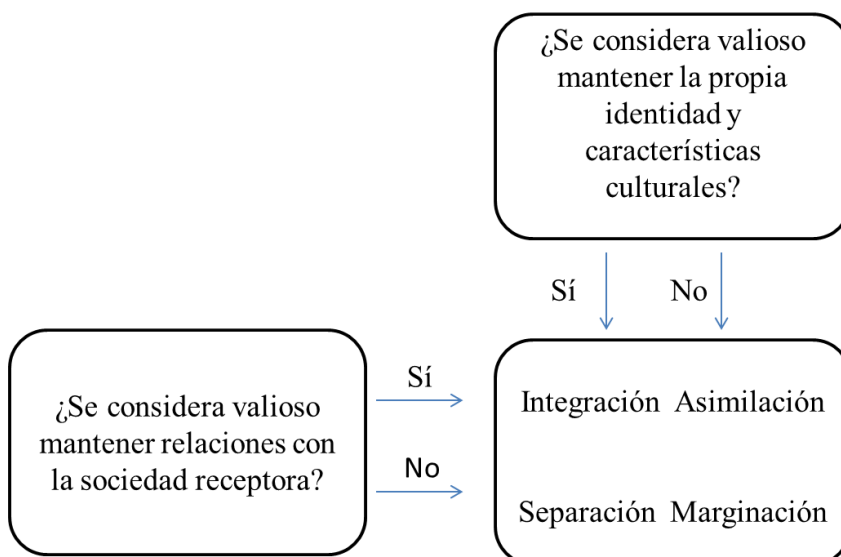 ¿Se considera valioso
mantener la propia
identidad y
características
culturales?
Sí No
¿Se considera valioso
mantener relaciones con
la sociedad receptora?
Sí
No
Integración Asimilación
Separación Marginación